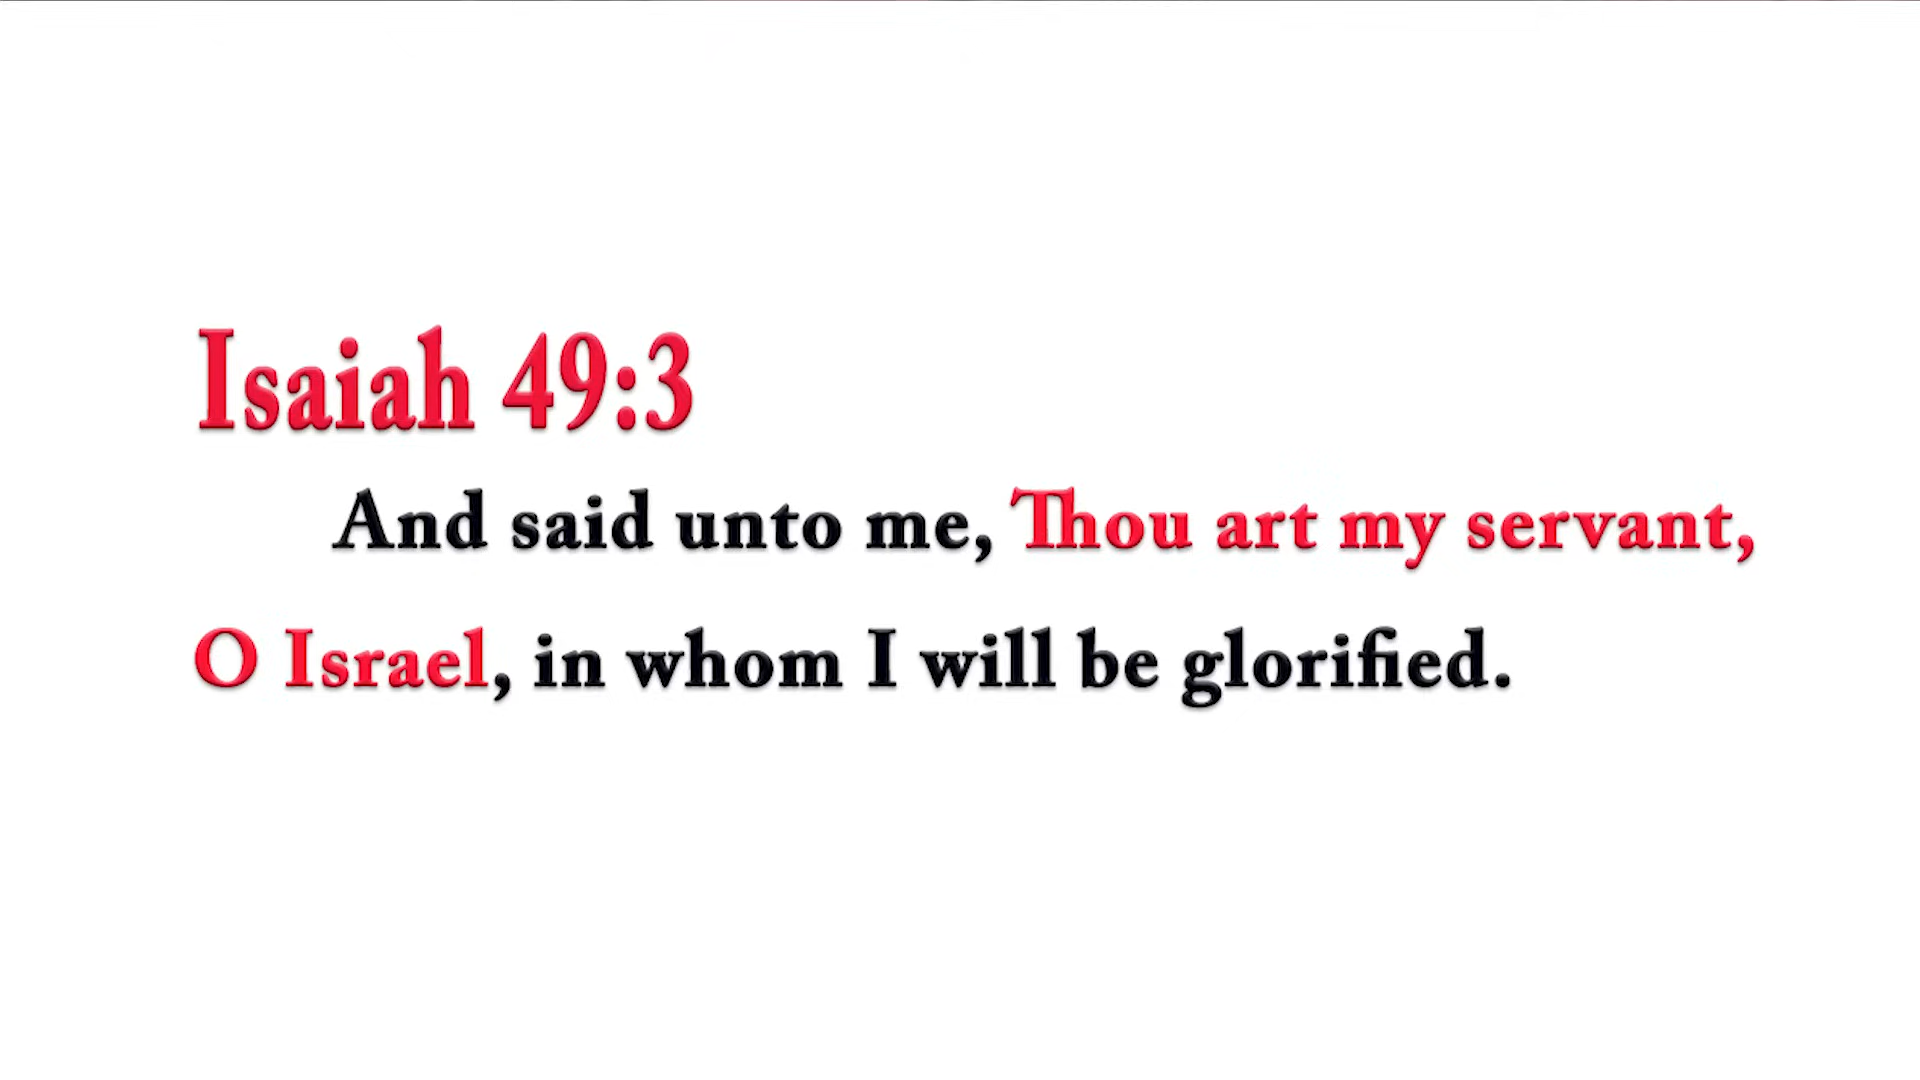 Isaiah 49:3
And said unto me, Thou art my servant,
O Israel, in whom I will be glorified.